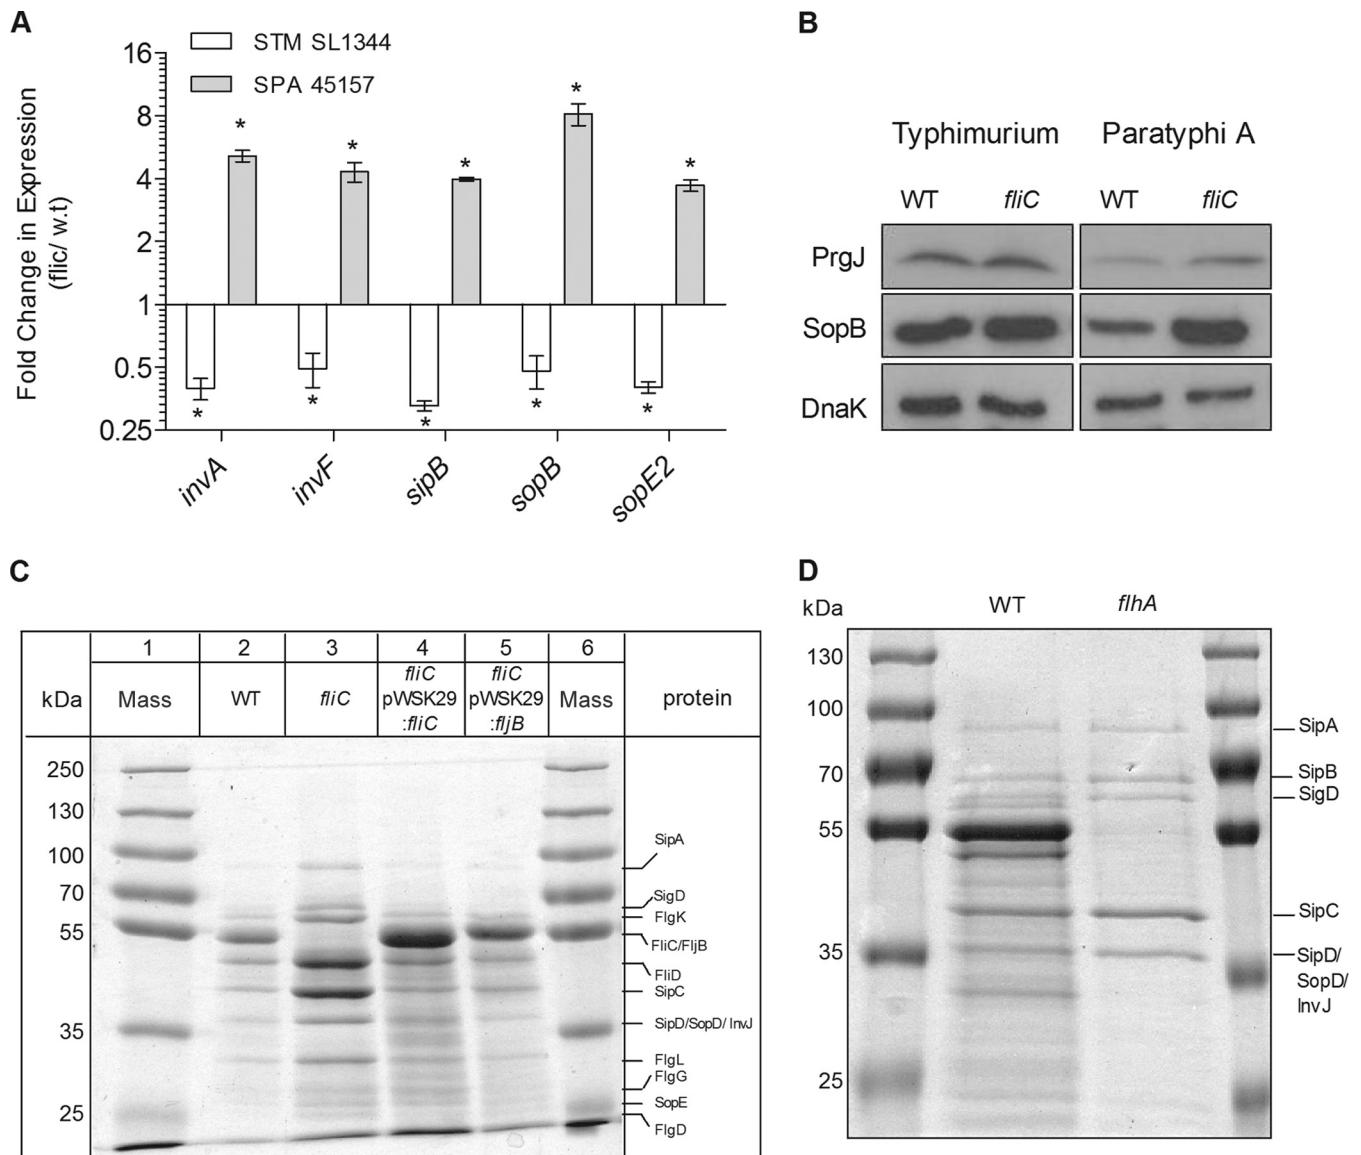 A
STM SL1344
SPA 45157
Fold Change in Expression
(flic/ w.t)
16
8
4
2
1
0.5
0.25
* * * * *
* * * * *
invA invF sipB sopB sopE2
B
Typhimurium Paratyphi A
WT fliC WT fliC
PrgJ
SopB
DnaK
C
1 2 3 4 5 6
kDa Mass WT fliC fliC pWSK29 :fliC fliC pWSK29 :fljB Mass protein
250
130
100
70
55
35
25
SipA
SigD
FlgK
FliC/FljB
FliD
SipC
SipD/SopD/ InvJ
FlgL
FlgG
SopE
FlgD
D
kDa WT flhA
130
100
70
55
35
25
SipA
SipB
SigD
SipC
SipD/
SopD/
InvJ